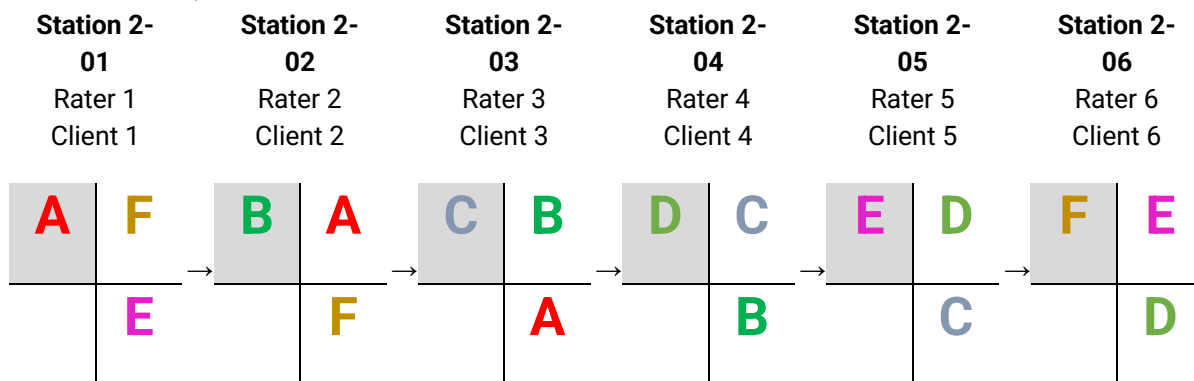 Station 2- Station 2- Station 2- Station 2- Station 2- Station 2-
01 02 03 04 05 06
Rater 1 Rater 2 Rater 3 Rater 4 Rater 5 Rater 6
Client 1 Client 2 Client 3 Client 4 Client 5 Client 6
A F → B A → C B → D C → E D → F E
E F A B C D